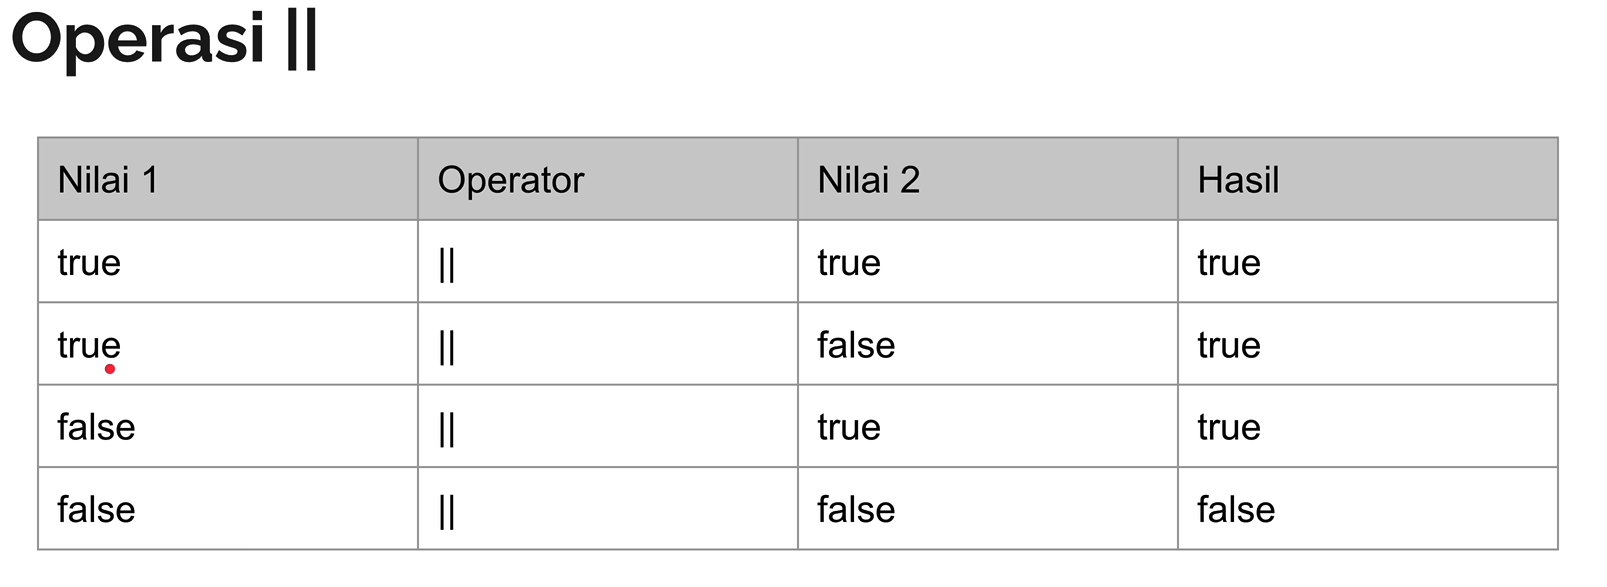 Operasi ||
Nilai 1 Operator Nilai 2 Hasil
true || true true
true || false true
false || true true
false || false false